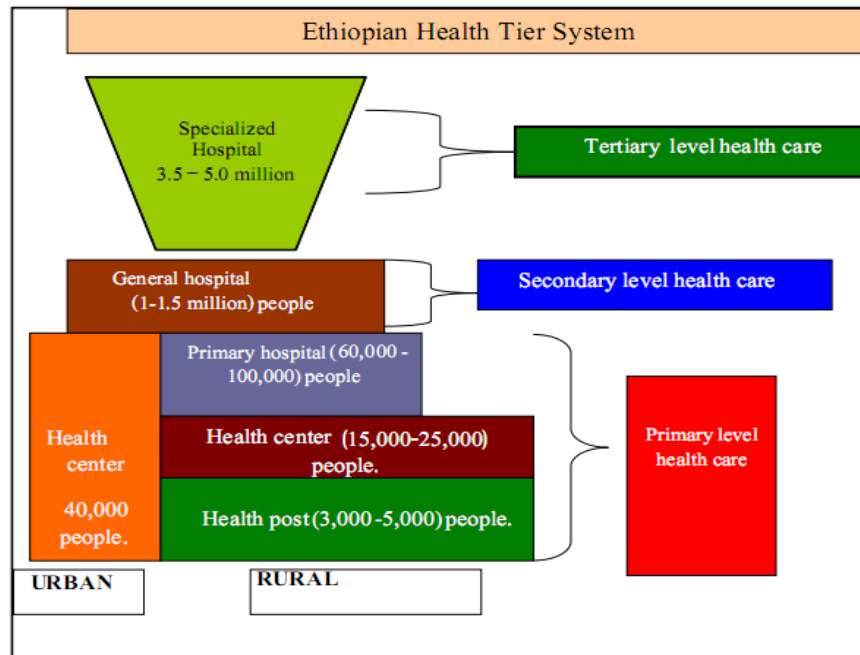 Ethiopian Health Tier System
Specialized
Hospital
3.5 – 5.0 million
Tertiary level health care
General hospital
(1-1.5 million) people
Secondary level health care
Primary hospital (60,000 -
100,000) people
Health
center
40,000
people.
Health center (15,000-25,000)
people.
Health post (3,000 -5,000) people.
Primary level
health care
URBAN
RURAL